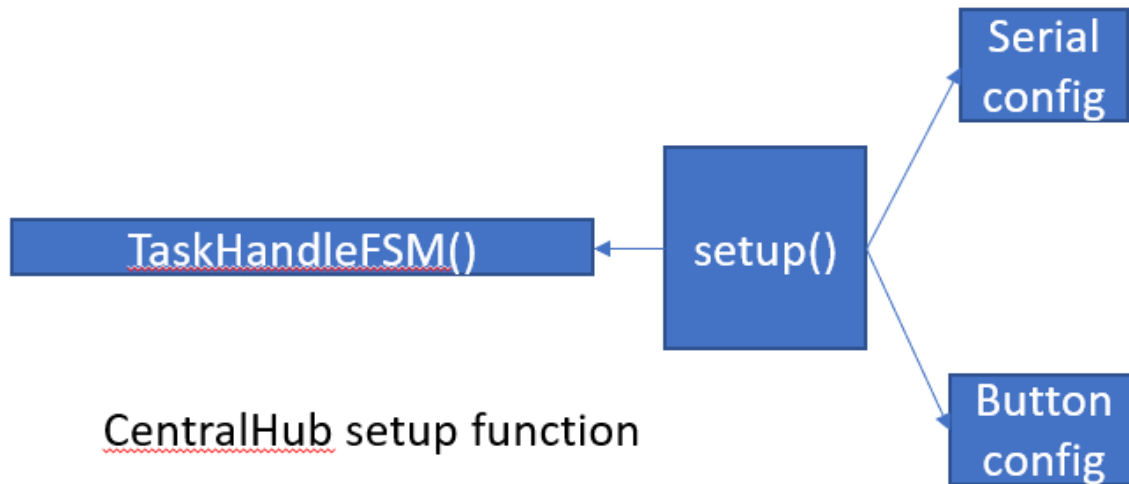 Serial
config
TaskHandleFSM()
setup()
Button
config
CentralHub setup function